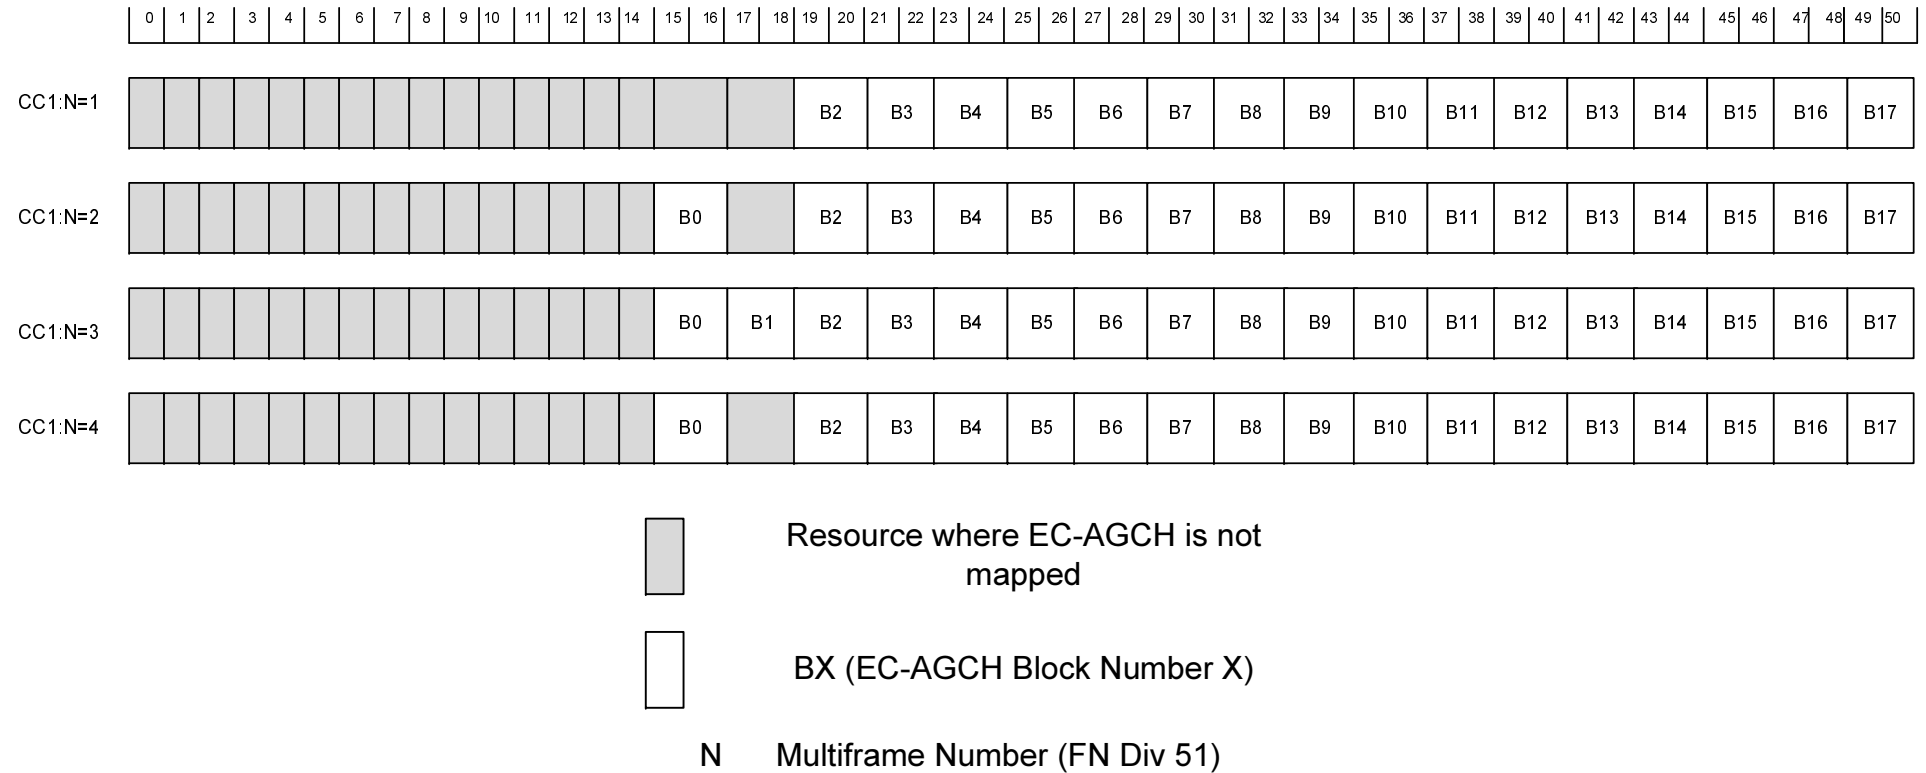 0 1 2 3 4 5 6 7 8 9 10 11 12 13 14 15 16 17 18 19 20 21 22 23 24 25 26 27 28 29 30 31 32 33 34 35 36 37 38 39 40 41 42 43 44 45 46 47 48 49 50
CC1:N=1 B2 B3 B4 B5 B6 B7 B8 B9 B10 B11 B12 B13 B14 B15 B16 B17
CC1:N=2 B0 B2 B3 B4 B5 B6 B7 B8 B9 B10 B11 B12 B13 B14 B15 B16 B17
CC1:N=3 B0 B1 B2 B3 B4 B5 B6 B7 B8 B9 B10 B11 B12 B13 B14 B15 B16 B17
CC1:N=4 B0 B2 B3 B4 B5 B6 B7 B8 B9 B10 B11 B12 B13 B14 B15 B16 B17
Resource where EC-AGCH is not
mapped
BX (EC-AGCH Block Number X)
N Multiframe Number (FN Div 51)